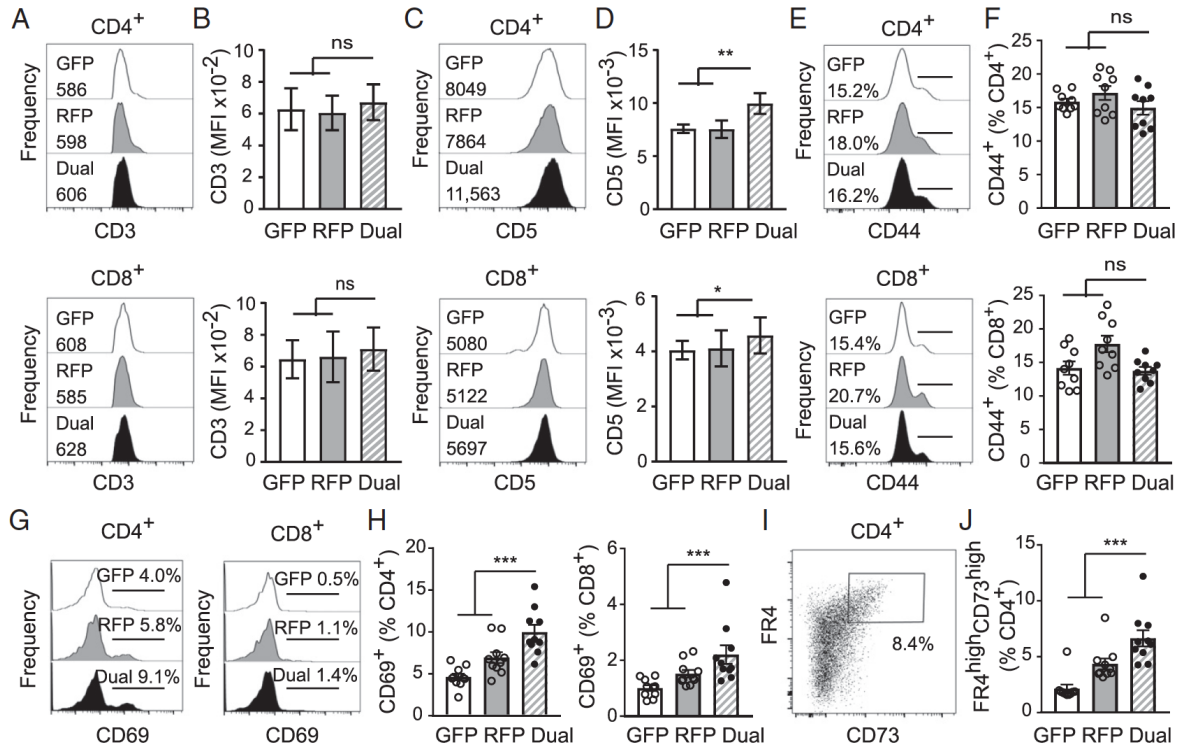 A
CD4+
Frequency
GFP
586
RFP
598
Dual
606
CD3
B
CD3 (MFI x10-2)
10
8
6
4
2
0
ns
GFP RFP Dual
C
CD4+
Frequency
GFP
8049
RFP
7864
Dual
11,563
CD5
D
CD5 (MFI x10-3)
15
10
5
0
**
GFP RFP Dual
E
CD4+
Frequency
GFP
15.2%
RFP
18.0%
Dual
16.2%
CD44
F
CD44+ (% CD4+)
25
20
15
10
5
0
ns
GFP RFP Dual
CD8+
Frequency
GFP
608
RFP
585
Dual
628
CD3
CD3 (MFI x10-2)
10
8
6
4
2
0
ns
GFP RFP Dual
CD8+
Frequency
GFP
5080
RFP
5122
Dual
5697
CD5
CD5 (MFI x10-3)
6
4
2
0
*
GFP RFP Dual
CD8+
Frequency
GFP
15.4%
RFP
20.7%
Dual
15.6%
CD44
CD44+ (% CD8+)
25
20
15
10
5
0
ns
GFP RFP Dual
G
CD4+
Frequency
GFP 4.0%
RFP 5.8%
Dual 9.1%
CD69
CD8+
Frequency
GFP 0.5%
RFP 1.1%
Dual 1.4%
CD69
H
CD69+ (% CD4+)
20
15
10
5
0
***
GFP RFP Dual
CD69+ (% CD8+)
6
4
2
0
***
GFP RFP Dual
I
CD4+
FR4
8.4%
CD73
J
FR4highCD73high
(% CD4+)
15
10
5
0
***
GFP RFP Dual